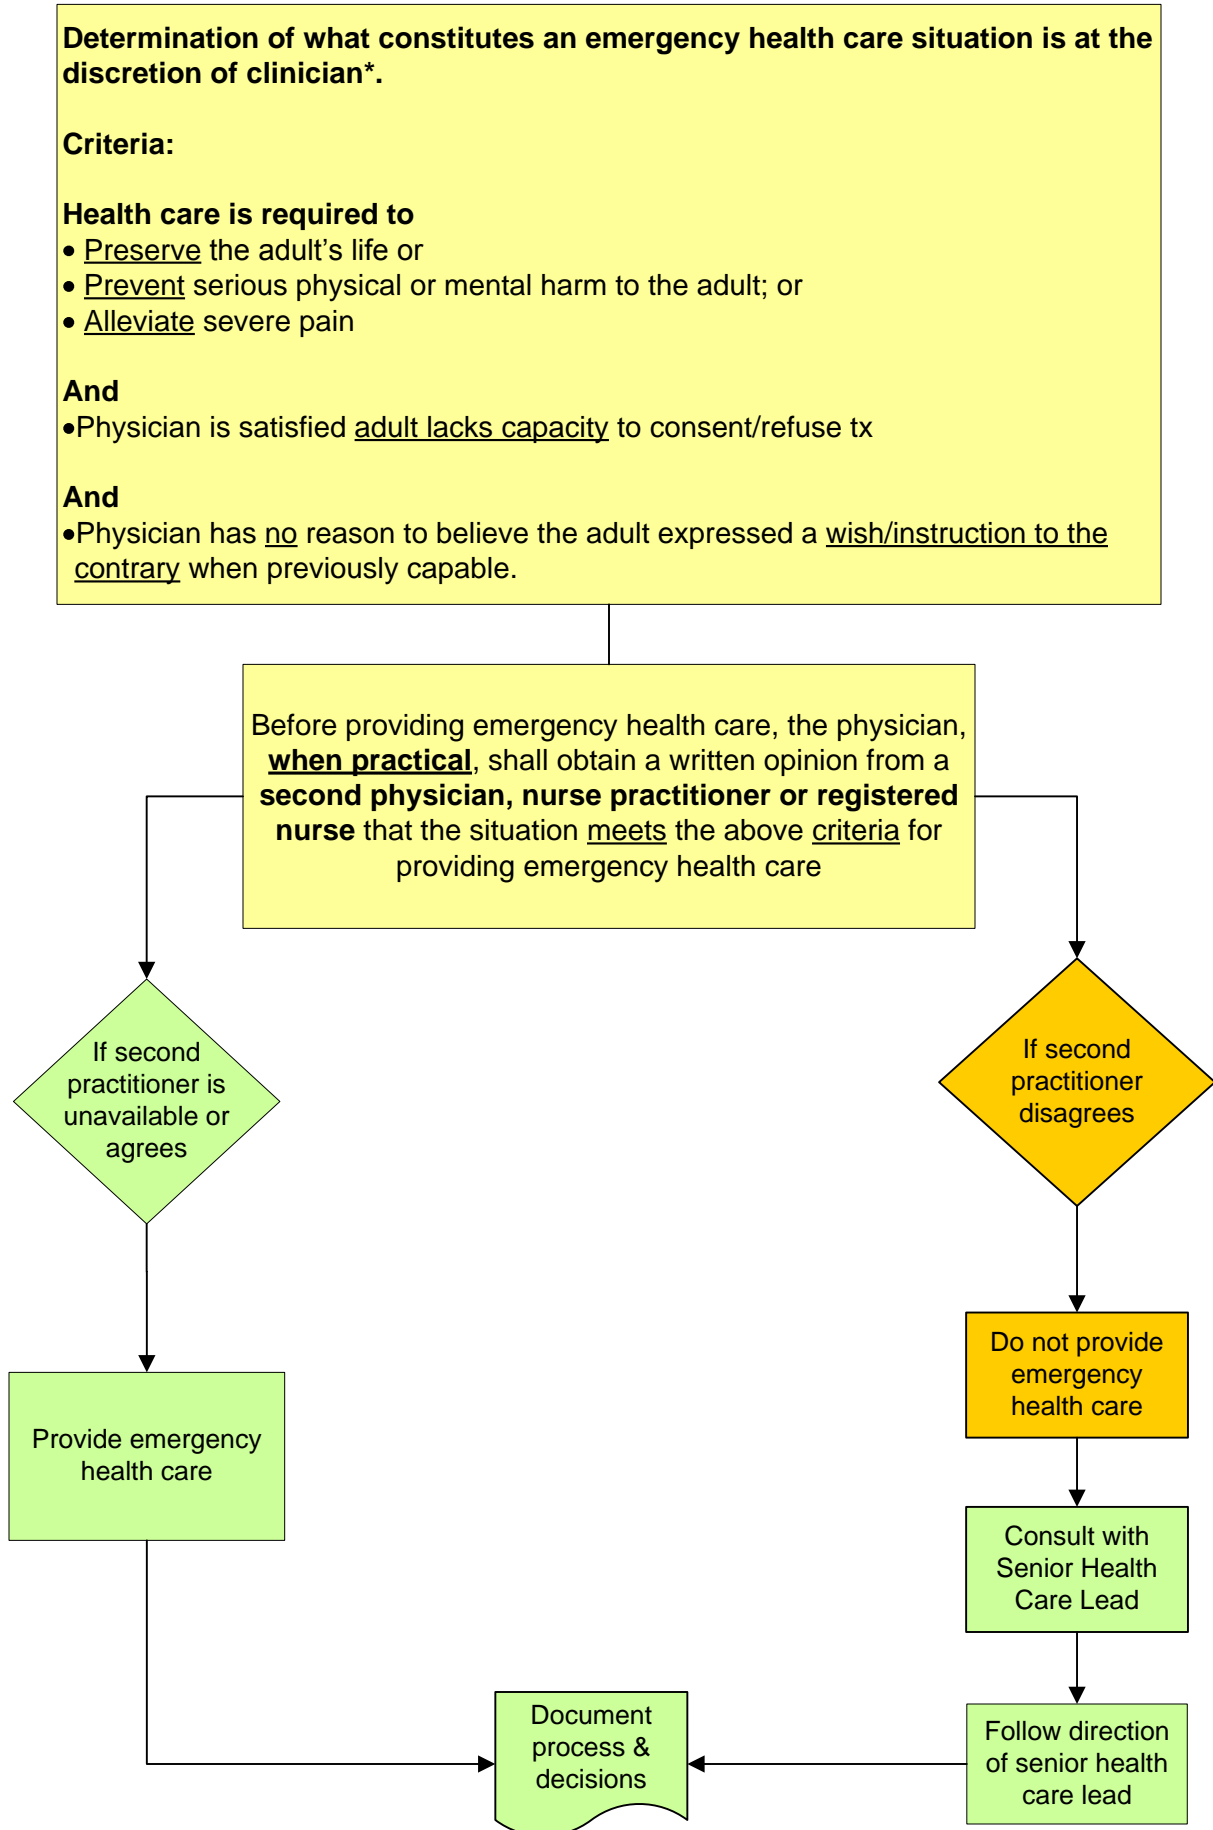 Determination of what constitutes an emergency health care situation is at the
discretion of clinician*.
Criteria:
Health care is required to
• Preserve the adult's life or
• Prevent serious physical or mental harm to the adult; or
• Alleviate severe pain
And
•Physician is satisfied adult lacks capacity to consent/refuse tx
And
•Physician has no reason to believe the adult expressed a wish/instruction to the
contrary when previously capable.
Before providing emergency health care, the physician,
when practical, shall obtain a written opinion from a
second physician, nurse practitioner or registered
nurse that the situation meets the above criteria for
providing emergency health care
If second
practitioner is
unavailable or
agrees
If second
practitioner
disagrees
Do not provide
emergency
health care
Provide emergency
health care
Consult with
Senior Health
Care Lead
Document
process &
decisions
Follow direction
of senior health
care lead